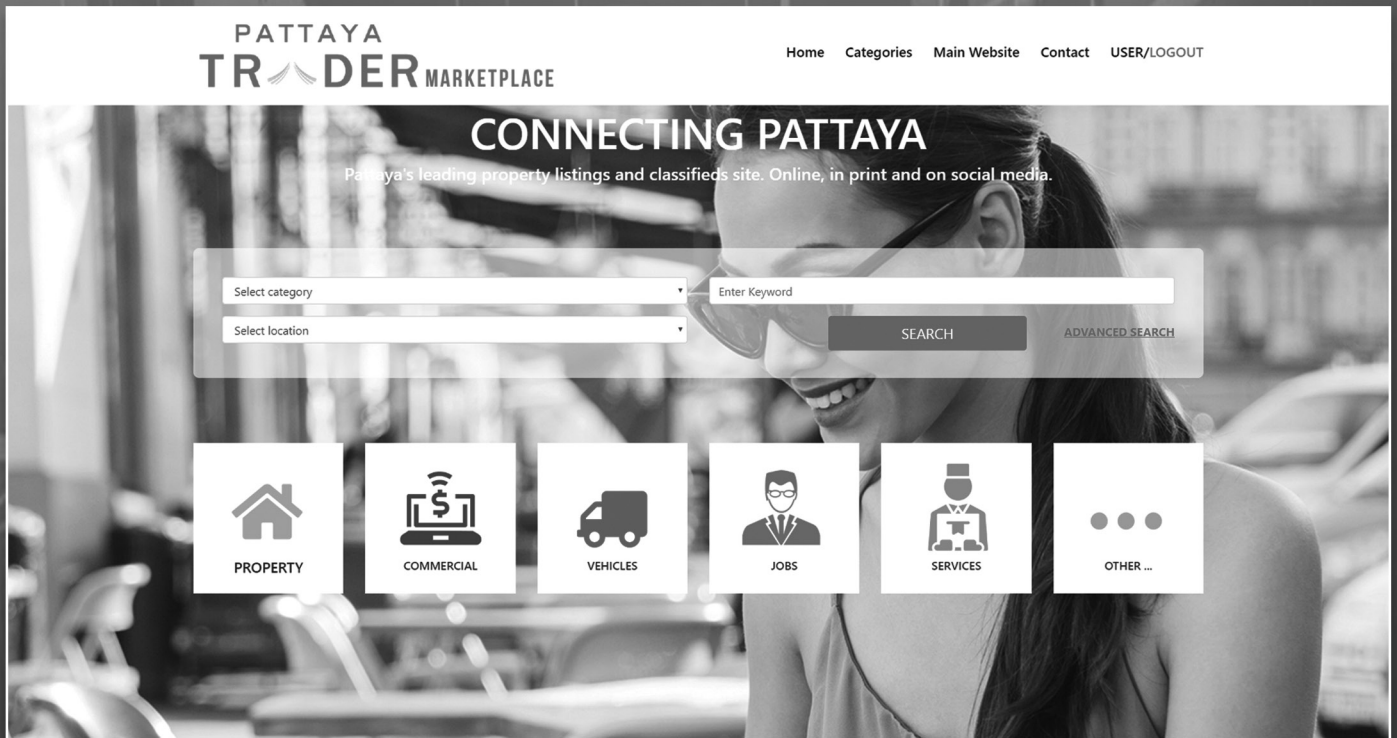 PATTAYA
TRADER MARKETPLACE
Home Categories Main Website Contact USER/LOGOUT
CONNECTING PATTAYA
Pattaya's leading property listings and classifieds site. Online, in print and on social media.
Select category
Enter Keyword
Select location
SEARCH
ADVANCED SEARCH
$
PROPERTY
COMMERCIAL
VEHICLES
JOBS
SERVICES
OTHER ...